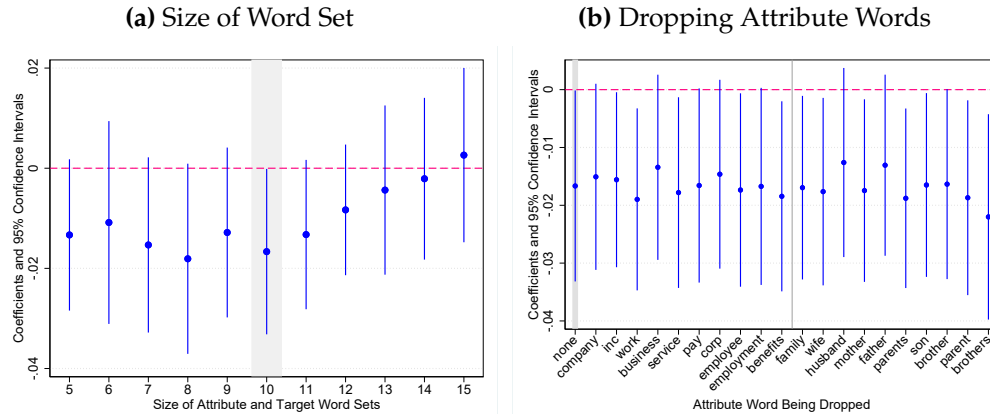 (a) Size of Word Set
Coefficients and 95% Confidence Intervals
.02
0
-.02
-.04
5 6 7 8 9 10 11 12 13 14 15
Size of Attribute and Target Word Sets
(b) Dropping Attribute Words
Coefficients and 95% Confidence Intervals
0
-.01
-.02
-.03
-.04
none company inc work business service pay corp employee employment benefits family wife husband mother father parents son brother parent brothers
Attribute Word Being Dropped